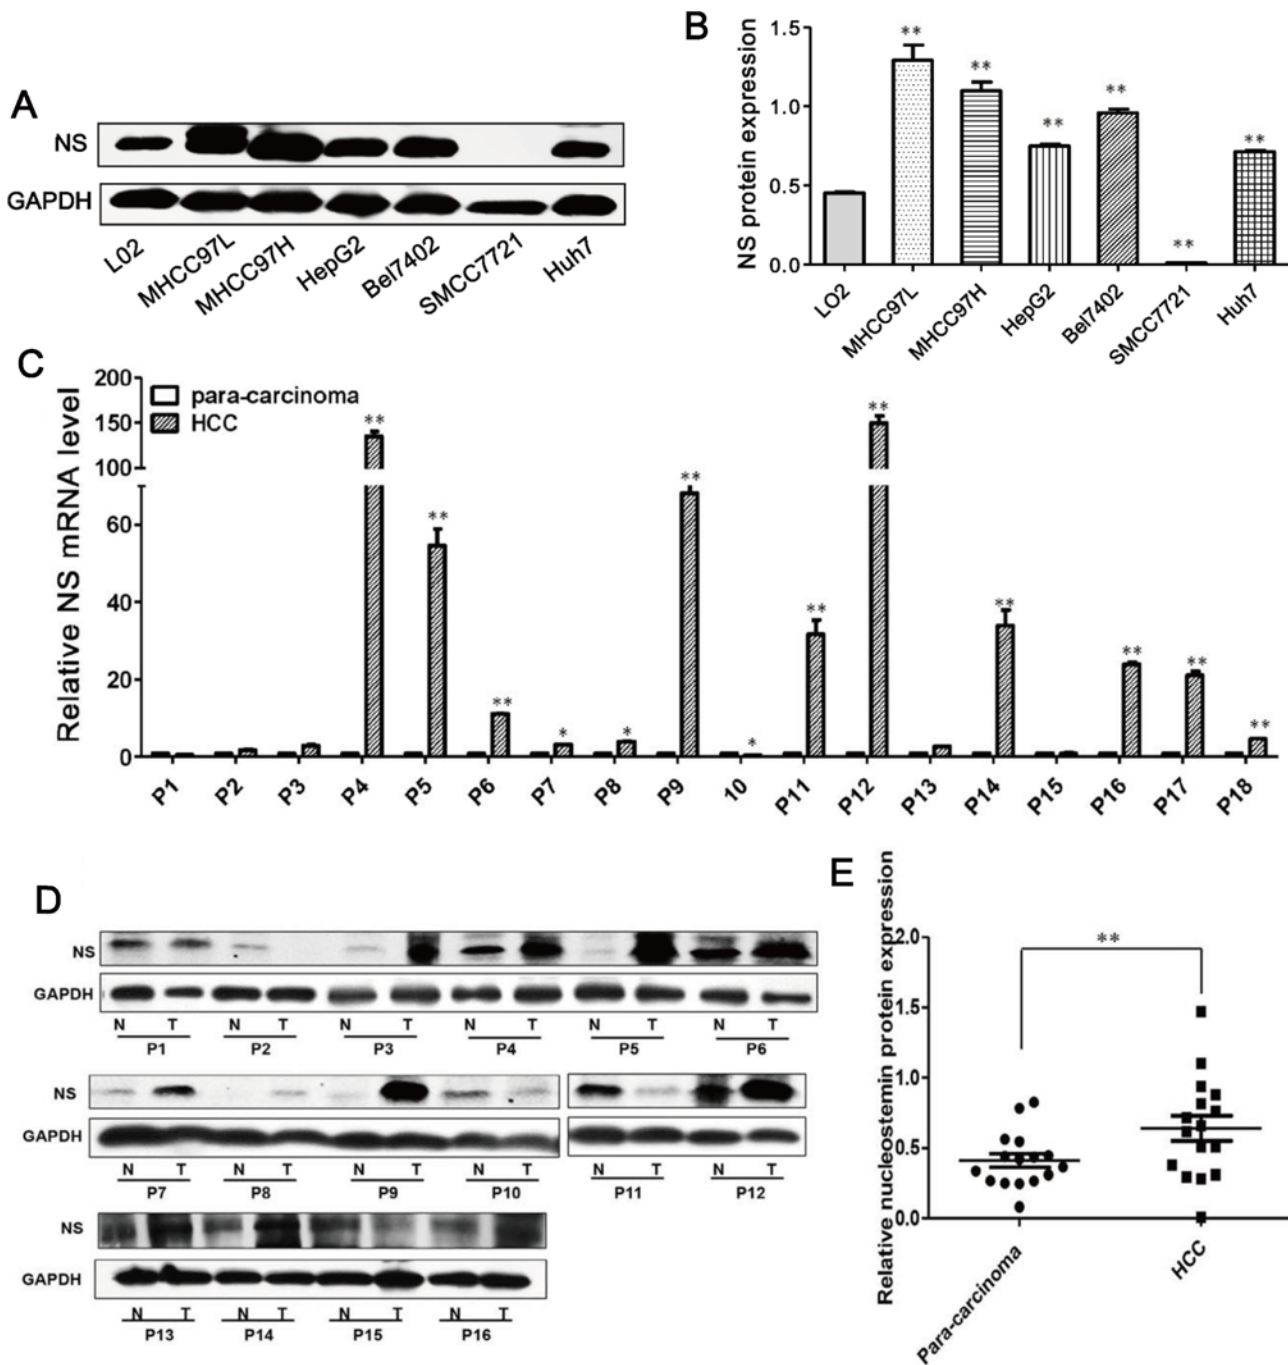 A
NS
GAPDH
L02
MHCC97L
MHCC97H
HepG2
Bel7402
SMCC7721
Huh7
B
NS protein expression
1.5
1.0
0.5
0.0
**
**
**
**
**
**
LO2
MHCC97L
MHCC97H
HepG2
Bel7402
SMCC7721
Huh7
C
Relative NS mRNA level
200
150
100
60
40
20
0
para-carcinoma
HCC
**
**
**
*
*
**
*
**
**
**
**
**
**
P1
P2
P3
P4
P5
P6
P7
P8
P9
10
P11
P12
P13
P14
P15
P16
P17
P18
D
NS
GAPDH
N T N T N T N T N T N T
P1 P2 P3 P4 P5 P6
NS
GAPDH
N T N T N T N T N T N T
P7 P8 P9 P10 P11 P12
NS
GAPDH
N T N T N T N T
P13 P14 P15 P16
E
Relative nucleostemin protein expression
2.0
1.5
1.0
0.5
0.0
**
Para-carcinoma
HCC